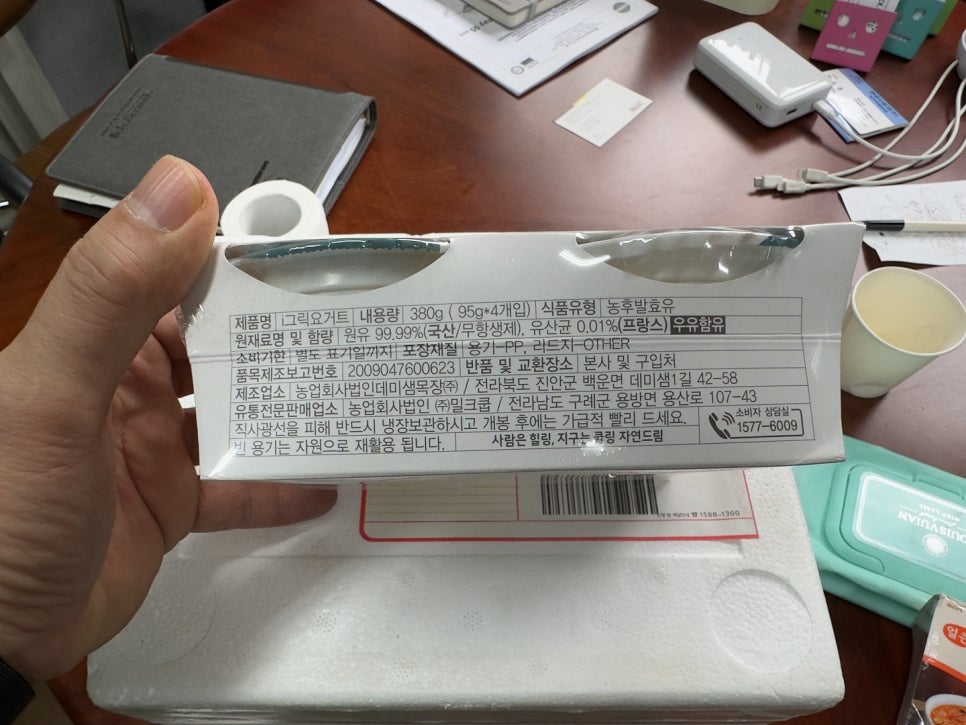 제품명 i그릭요거트 내용량 380g ( 95g*4개입) 식품유형 농후발효유
원재료명 및 함량 원유 99.99%(국산/무항생제), 유산균 0.01%(프랑스) 우유함유
소비기한 별도 표기일까지 포장재질 용기-PP, 리드지-OTHER
품목제조보고번호 2009047600623 반품 및 교환장소 본사 및 구입처
제조업소 농업회사법인데미샘목장㈜ / 전라북도 진안군 백운면 데미샘1길 42-58
유통전문판매업소 농업회사법인 ㈜밀크쿱 / 전라남도 구례군 용방면 용산로 107-43
직사광선을 피해 반드시 냉장보관하시고 개봉 후에는 가급적 빨리 드세요.
빈 용기는 자원으로 재활용 됩니다. 사람은 힐링, 지구는 쿨링 자연드림
소비자 상담실
1577-6009
☎ 1588-1300
LOUISVUIAN
MINT LABEL